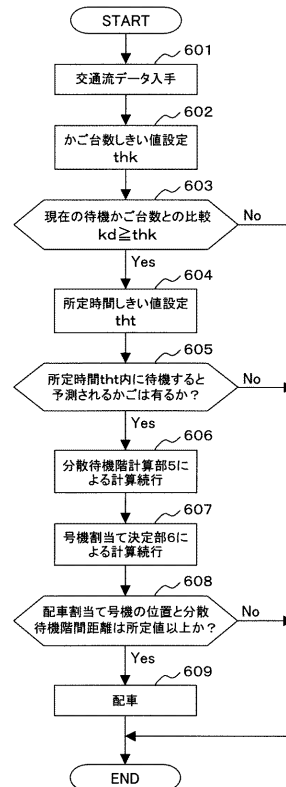 START
601
交通流データ入手
602
かご台数しきい値設定
thk
603
現在の待機かご台数との比較
kd≧thk
No
Yes
604
所定時間しきい値設定
tht
605
所定時間tht内に待機すると
予測されるかごは有るか？
No
Yes
606
分散待機階計算部5に
よる計算続行
607
号機割当て決定部6に
よる計算続行
608
配車割当て号機の位置と分散
待機階間距離は所定値以上か？
No
Yes
609
配車
END